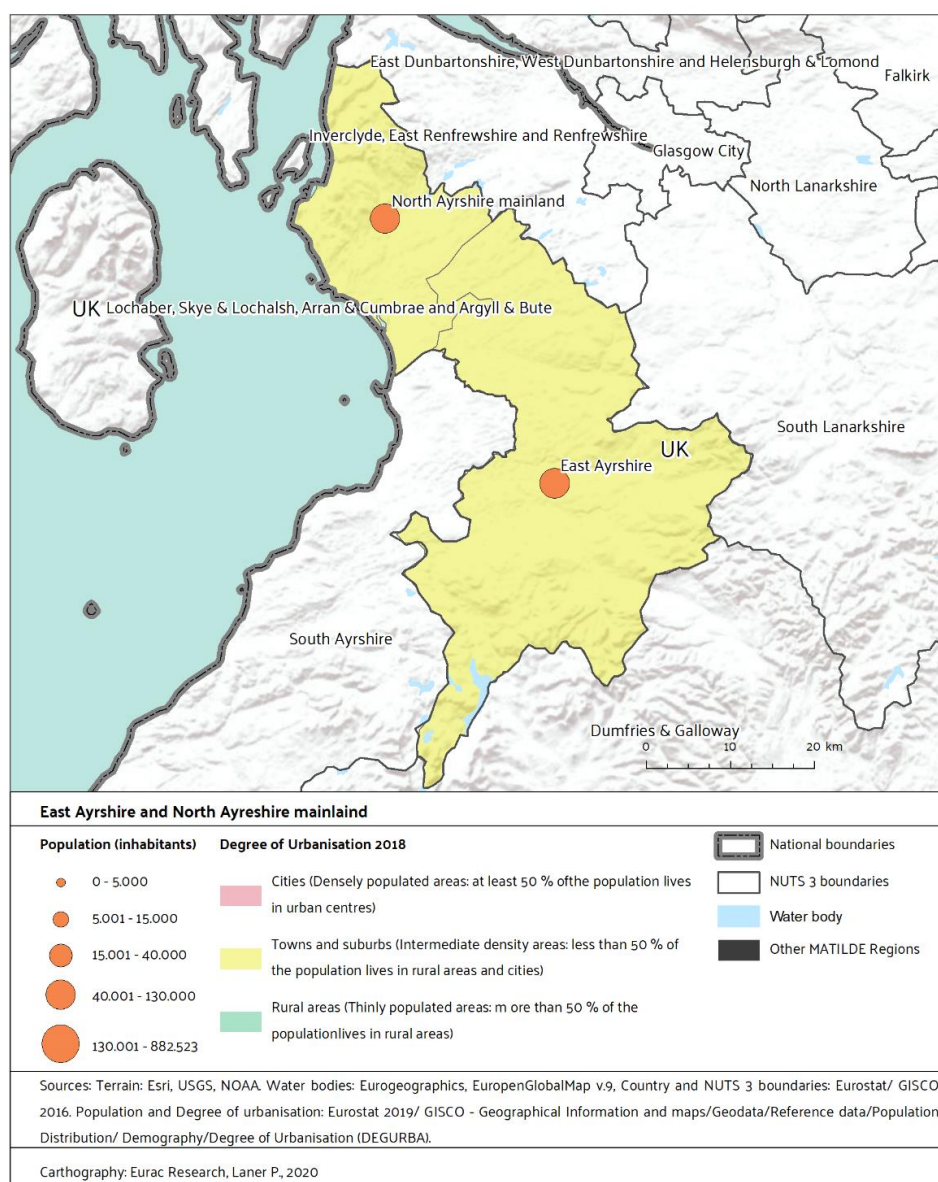 East Dunbartonshire, West Dunbartonshire and Helensburgh & Lomond
Falkirk
Inverclyde, East Renfrewshire and Renfrewshire
Glasgow City
North Lanarkshire
North Ayrshire mainland
UK
Lochaber, Skye & Lochalsh, Arran & Cumbrae and Argyll & Bute
South Lanarkshire
UK
East Ayrshire
South Ayrshire
Dumfries & Galloway
0 10 20 km
East Ayrshire and North Ayreshire mainlaind
Population (inhabitants)
0 - 5.000
5.001 - 15.000
15.001 - 40.000
40.001 - 130.000
130.001 - 882.523
Degree of Urbanisation 2018
Cities (Densely populated areas: at least 50 % ofthe population lives
in urban centres)
Towns and suburbs (Intermediate density areas: less than 50 % of
the population lives in rural areas and cities)
Rural areas (Thinly populated areas: m ore than 50 % of the
populationlives in rural areas)
National boundaries
NUTS 3 boundaries
Water body
Other MATILDE Regions
Sources: Terrain: Esri, USGS, NOAA. Water bodies: Eurogeographics, EuropenGlobalMap v.9, Country and NUTS 3 boundaries: Eurostat/ GISCO
2016. Population and Degree of urbanisation: Eurostat 2019/ GISCO - Geographical Information and maps/Geodata/Reference data/Population
Distribution/ Demography/Degree of Urbanisation (DEGURBA).
Carthography: Eurac Research, Laner P., 2020